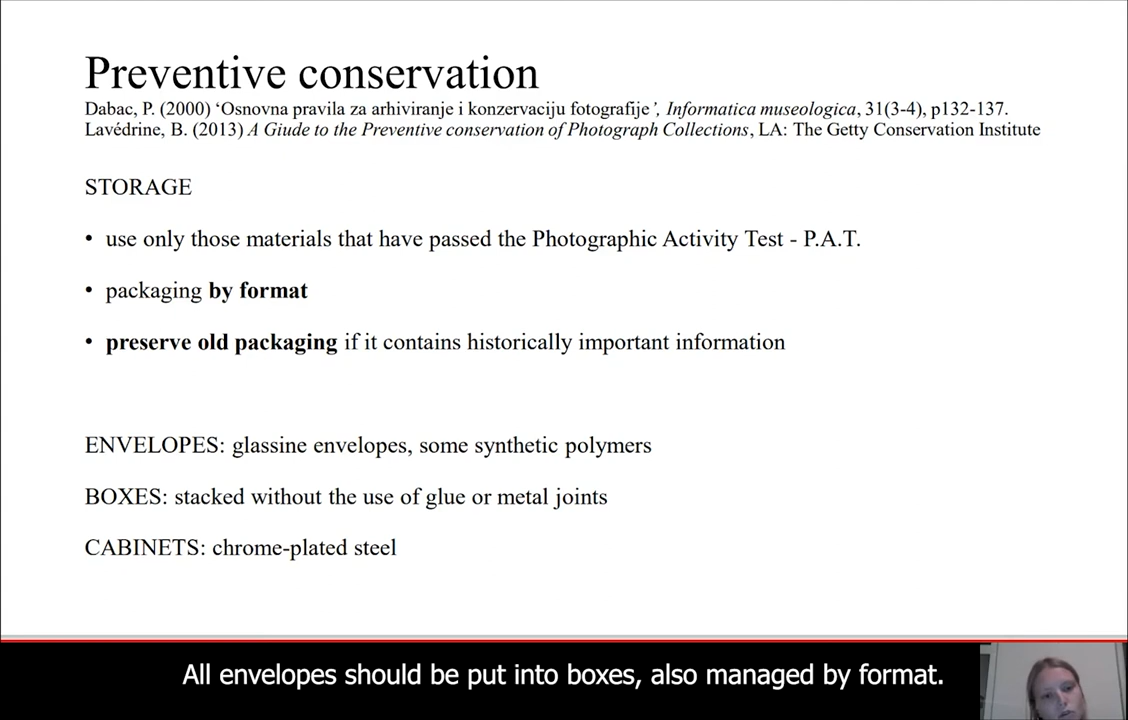 Preventive conservation
Dabac, P. (2000) ‘Osnovna pravila za arhiviranje i konzervaciju fotografije’, Informatica museologica, 31(3-4), p132-137.
Lavédrine, B. (2013) A Giude to the Preventive conservation of Photograph Collections, LA: The Getty Conservation Institute
STORAGE
• use only those materials that have passed the Photographic Activity Test - P.A.T.
• packaging by format
• preserve old packaging if it contains historically important information
ENVELOPES: glassine envelopes, some synthetic polymers
BOXES: stacked without the use of glue or metal joints
CABINETS: chrome-plated steel
All envelopes should be put into boxes, also managed by format.